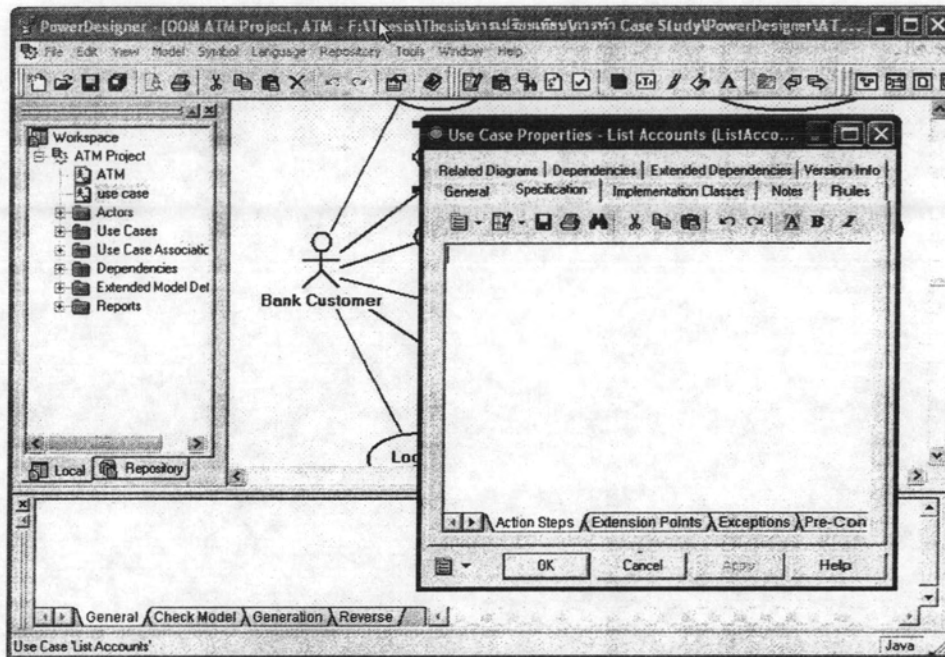 PowerDesigner - [OOM ATM Project, ATM - F:\Thesis\Thesis\การเปรียบเทียบ\การทำ Case Study\PowerDesigner\AT...
File Edit View Model Symbol Language Repository Tools Window Help
Workspace
ATM Project
ATM
use case
Actors
Use Cases
Use Case Associatic
Dependencies
Extended Model Def
Reports
Local
Repository
Bank Customer
Log
Use Case Properties - List Accounts (ListAcco...
Related Diagrams Dependencies Extended Dependencies Version Info
General Specification Implementation Classes Notes Rules
A B I
Action Steps Extension Points Exceptions Pre-Con
OK Cancel Apply Help
General Check Model Generation Reverse
Use Case 'List Accounts'
Java